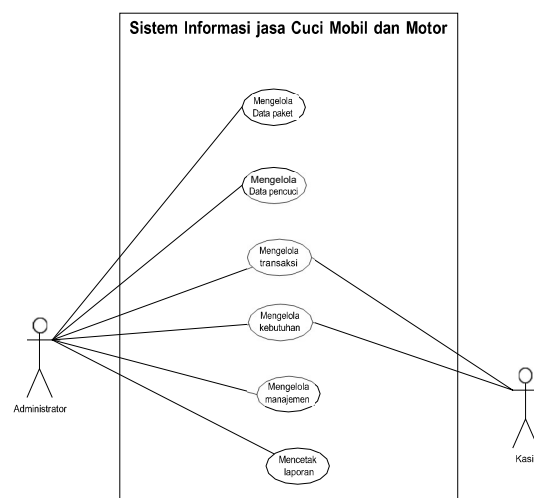 Sistem Informasi jasa Cuci Mobil dan Motor
Mengelola
Data paket
Mengelola
Data pencuci
Mengelola
transaksi
Mengelola
kebutuhan
Mengelola
manajemen
Mencetak
laporan
Administrator
Kasi